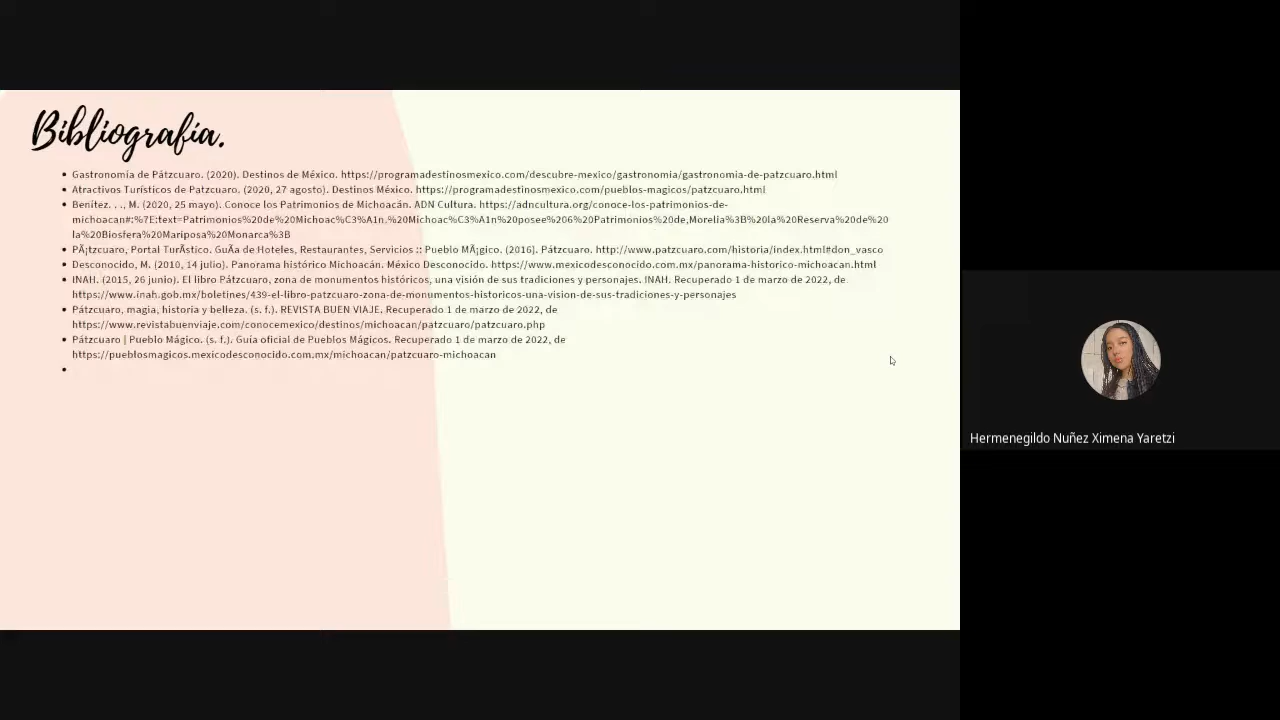 Bibliografía.
• Gastronomía de Pátzcuaro. (2020). Destinos de México. https://programadestinosmexico.com/descubre-mexico/gastronomia/gastronomia-de-patzcuaro.html
• Atractivos Turísticos de Patzcuaro. (2020, 27 agosto). Destinos México. https://programadestinosmexico.com/pueblos-magicos/patzcuaro.html
• Benítez. . ., M. (2020, 25 mayo). Conoce los Patrimonios de Michoacán. ADN Cultura. https://adncultura.org/conoce-los-patrimonios-de-
michoacan#:%7E:text=Patrimonios%20de%20Michoac%C3%A1n.%20Michoac%C3%A1n%20posee%206%20Patrimonios%20de,Morelia%3B%20la%20Reserva%20de%20
la%20Biosfera%20Mariposa%20Monarca%3B
• PÃ¡tzcuaro, Portal TurÃ­stico. GuÃ­a de Hoteles, Restaurantes, Servicios :: Pueblo MÃ¡gico. (2016). Pátzcuaro. http://www.patzcuaro.com/historia/index.html#don_vasco
• Desconocido, M. (2010, 14 julio). Panorama histórico Michoacán. México Desconocido. https://www.mexicodesconocido.com.mx/panorama-historico-michoacan.html
• INAH. (2015, 26 junio). El libro Pátzcuaro, zona de monumentos históricos, una visión de sus tradiciones y personajes. INAH. Recuperado 1 de marzo de 2022, de
https://www.inah.gob.mx/boletines/439-el-libro-patzcuaro-zona-de-monumentos-historicos-una-vision-de-sus-tradiciones-y-personajes
• Pátzcuaro, magia, historia y belleza. (s. f.). REVISTA BUEN VIAJE. Recuperado 1 de marzo de 2022, de
https://www.revistabuenviaje.com/conocemexico/destinos/michoacan/patzcuaro/patzcuaro.php
• Pátzcuaro | Pueblo Mágico. (s. f.). Guía oficial de Pueblos Mágicos. Recuperado 1 de marzo de 2022, de
https://pueblosmagicos.mexicodesconocido.com.mx/michoacan/patzcuaro-michoacan
•
Hermenegildo Nuñez Ximena Yaretzi